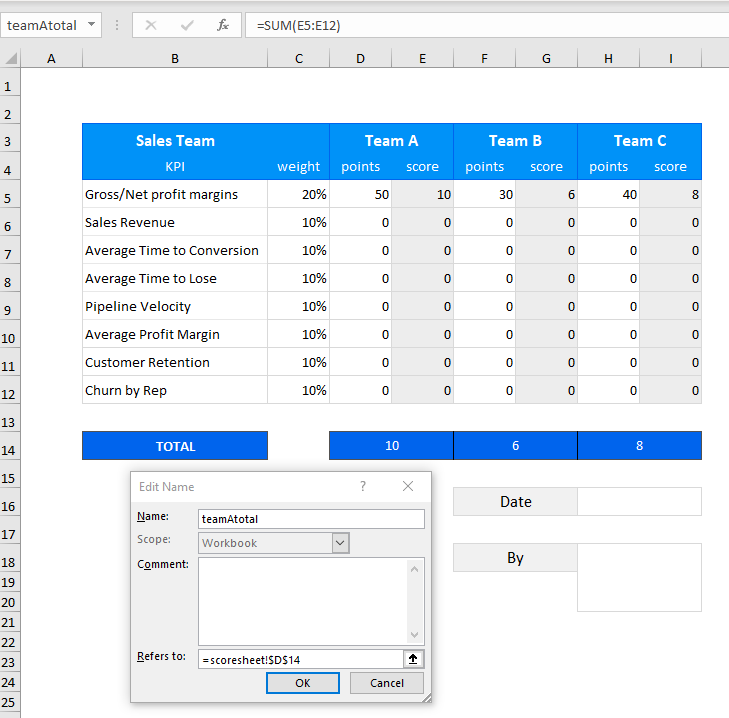 teamAtotal fx =SUM(E5:E12)
A B C D E F G H I
1
2
3 Sales Team Team A Team B Team C
4 KPI weight points score points score points score
5 Gross/Net profit margins 20% 50 10 30 6 40 8
6 Sales Revenue 10% 0 0 0 0 0 0
7 Average Time to Conversion 10% 0 0 0 0 0 0
8 Average Time to Lose 10% 0 0 0 0 0 0
9 Pipeline Velocity 10% 0 0 0 0 0 0
10 Average Profit Margin 10% 0 0 0 0 0 0
11 Customer Retention 10% 0 0 0 0 0 0
12 Churn by Rep 10% 0 0 0 0 0 0
13
14 TOTAL 10 6 8
15
Edit Name ?
16 Date
Name: teamAtotal
17 Scope: Workbook
18 Comment: By
19
20
21
22
23 Refers to: =scoresheet!$D$14
24 OK Cancel
25